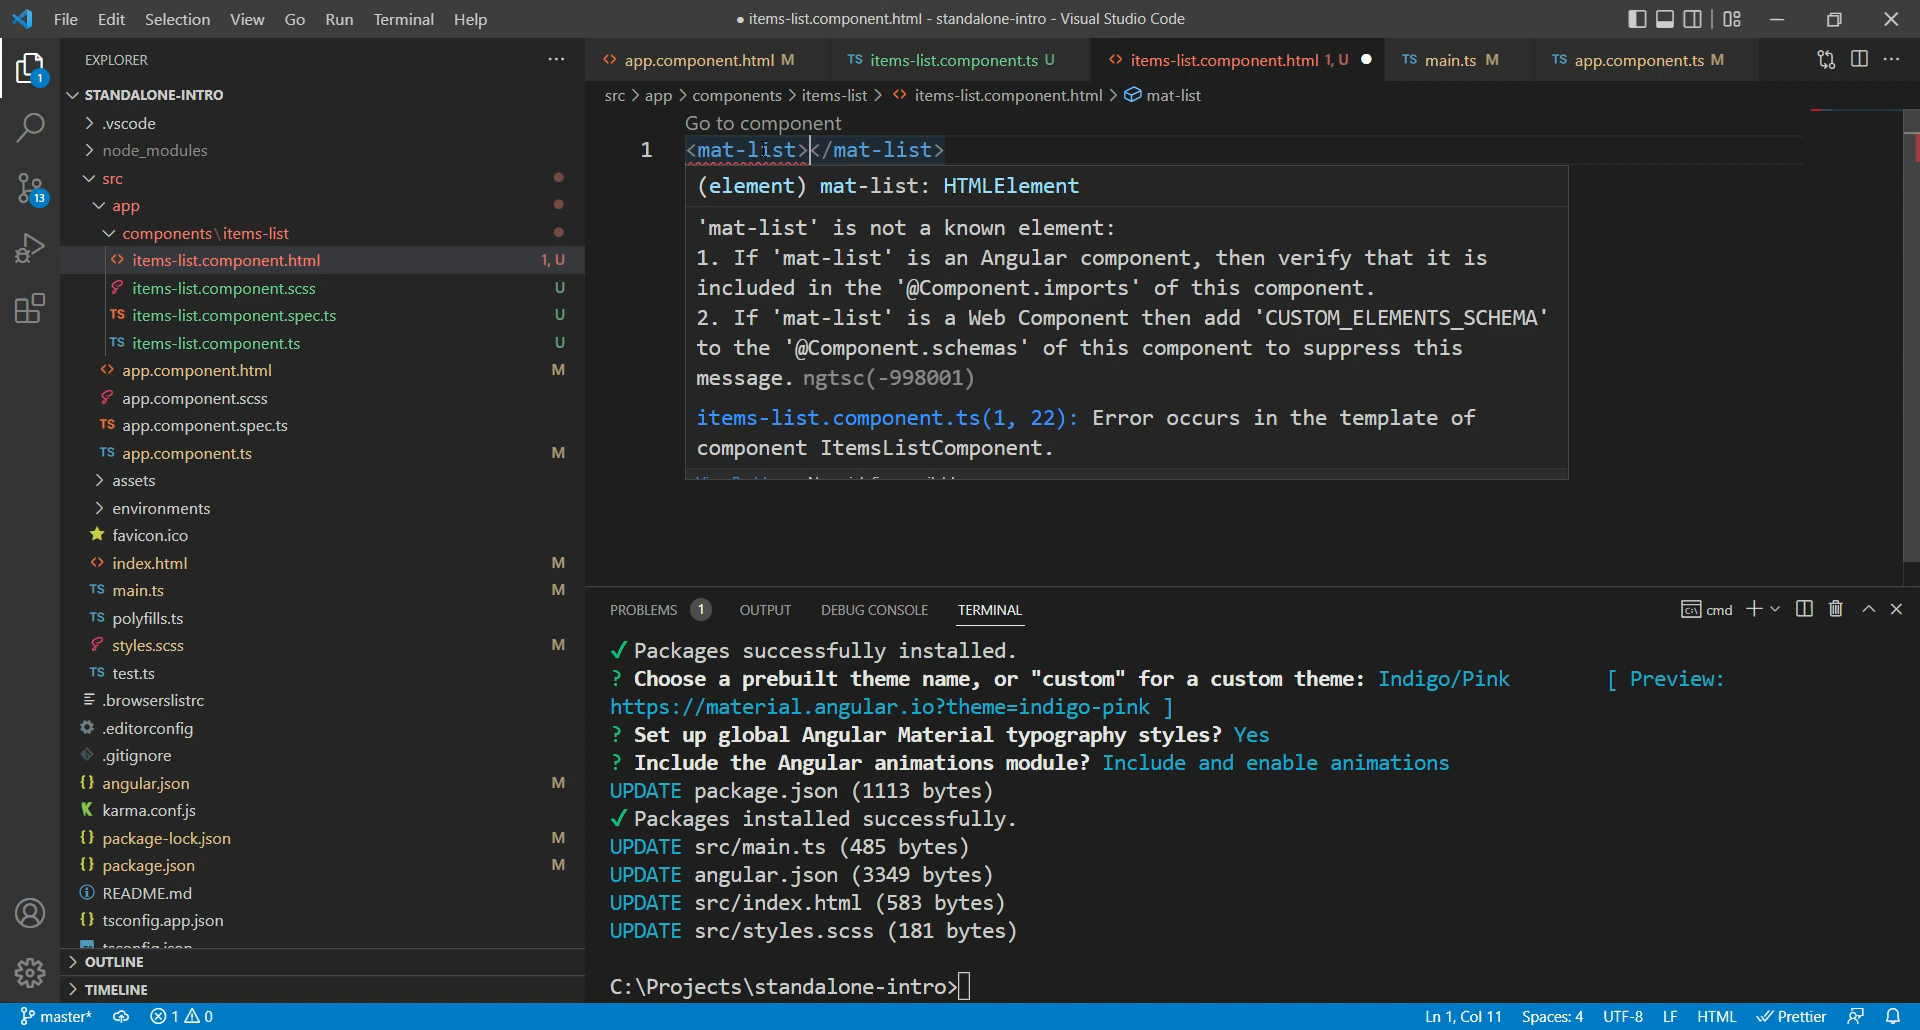 File Edit Selection View Go Run Terminal Help
● items-list.component.html - standalone-intro - Visual Studio Code
1
13
EXPLORER
STANDALONE-INTRO
.vscode
node_modules
src
app
components\items-list
items-list.component.html 1, U
items-list.component.scss U
TS items-list.component.spec.ts U
TS items-list.component.ts U
app.component.html M
app.component.scss
TS app.component.spec.ts
TS app.component.ts M
assets
environments
favicon.ico
index.html M
TS main.ts M
TS polyfills.ts
styles.scss M
TS test.ts
.browserslistrc
.editorconfig
.gitignore
{} angular.json M
karma.conf.js
{} package-lock.json M
{} package.json M
README.md
{} tsconfig.app.json
tsconfig.json
OUTLINE
TIMELINE
<> app.component.html M
TS items-list.component.ts U
<> items-list.component.html 1, U ●
TS main.ts M
TS app.component.ts M
src > app > components > items-list > <> items-list.component.html > mat-list
Go to component
1 <mat-list></mat-list>
(element) mat-list: HTMLElement
'mat-list' is not a known element:
1. If 'mat-list' is an Angular component, then verify that it is
included in the '@Component.imports' of this component.
2. If 'mat-list' is a Web Component then add 'CUSTOM_ELEMENTS_SCHEMA'
to the '@Component.schemas' of this component to suppress this
message. ngtsc(-998001)
items-list.component.ts(1, 22): Error occurs in the template of
component ItemsListComponent.
PROBLEMS 1 OUTPUT DEBUG CONSOLE TERMINAL
cmd
✓ Packages successfully installed.
? Choose a prebuilt theme name, or "custom" for a custom theme: Indigo/Pink [ Preview:
https://material.angular.io?theme=indigo-pink ]
? Set up global Angular Material typography styles? Yes
? Include the Angular animations module? Include and enable animations
UPDATE package.json (1113 bytes)
✓ Packages installed successfully.
UPDATE src/main.ts (485 bytes)
UPDATE angular.json (3349 bytes)
UPDATE src/index.html (583 bytes)
UPDATE src/styles.scss (181 bytes)
C:\Projects\standalone-intro>
master* 1 0
Ln 1, Col 11 Spaces: 4 UTF-8 LF HTML Prettier